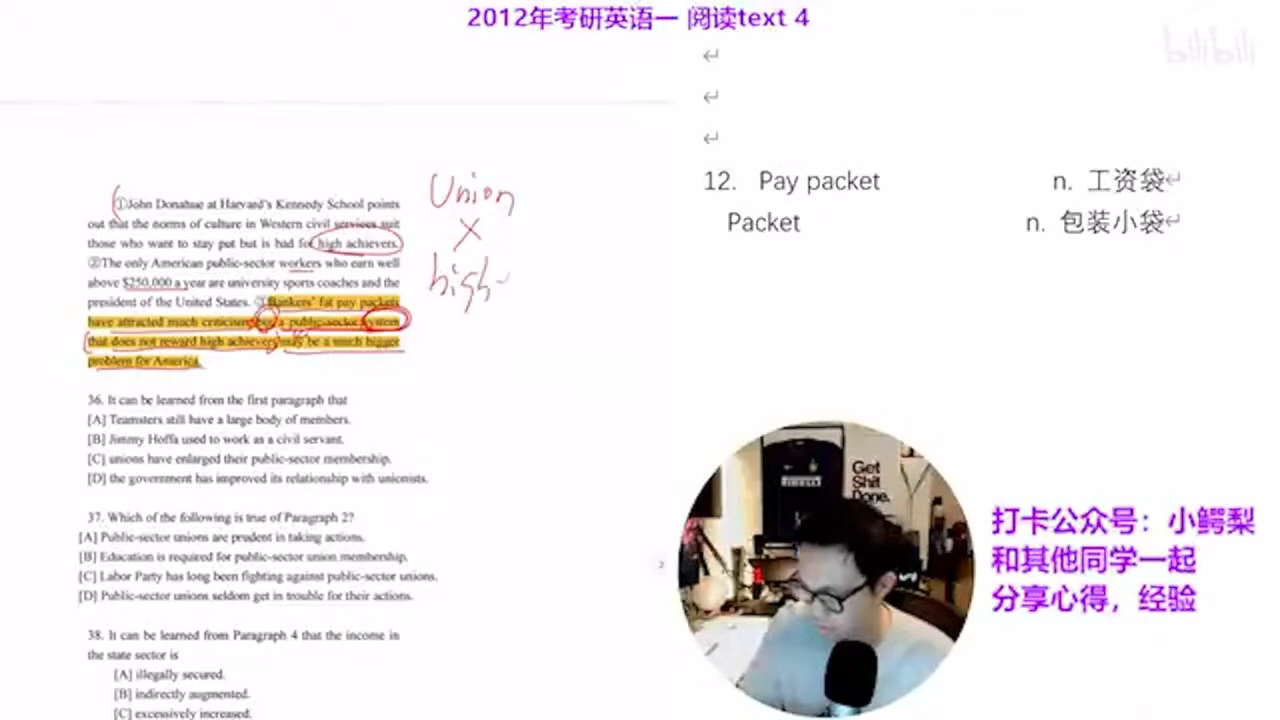 2012年考研英语一 阅读text 4
bilibili
①John Donahue at Harvard's Kennedy School points
out that the norms of culture in Western civil services suit
those who want to stay put but is bad for high achievers.
②The only American public-sector workers who earn well
above $250,000 a year are university sports coaches and the
president of the United States. ③Bankers' fat pay packets
have attracted much criticism, but a public-sector system
that does not reward high achievers may be a much bigger
problem for America.
Union
×
high-
12. Pay packet n. 工资袋
Packet n. 包装小袋
36. It can be learned from the first paragraph that
[A] Teamsters still have a large body of members.
[B] Jimmy Hoffa used to work as a civil servant.
[C] unions have enlarged their public-sector membership.
[D] the government has improved its relationship with unionists.
37. Which of the following is true of Paragraph 2?
[A] Public-sector unions are prudent in taking actions.
[B] Education is required for public-sector union membership.
[C] Labor Party has long been fighting against public-sector unions.
[D] Public-sector unions seldom get in trouble for their actions.
38. It can be learned from Paragraph 4 that the income in
the state sector is
[A] illegally secured.
[B] indirectly augmented.
[C] excessively increased.
2
PIRELLI
Get
Shit
Done.
打卡公众号：小鳄梨
和其他同学一起
分享心得，经验